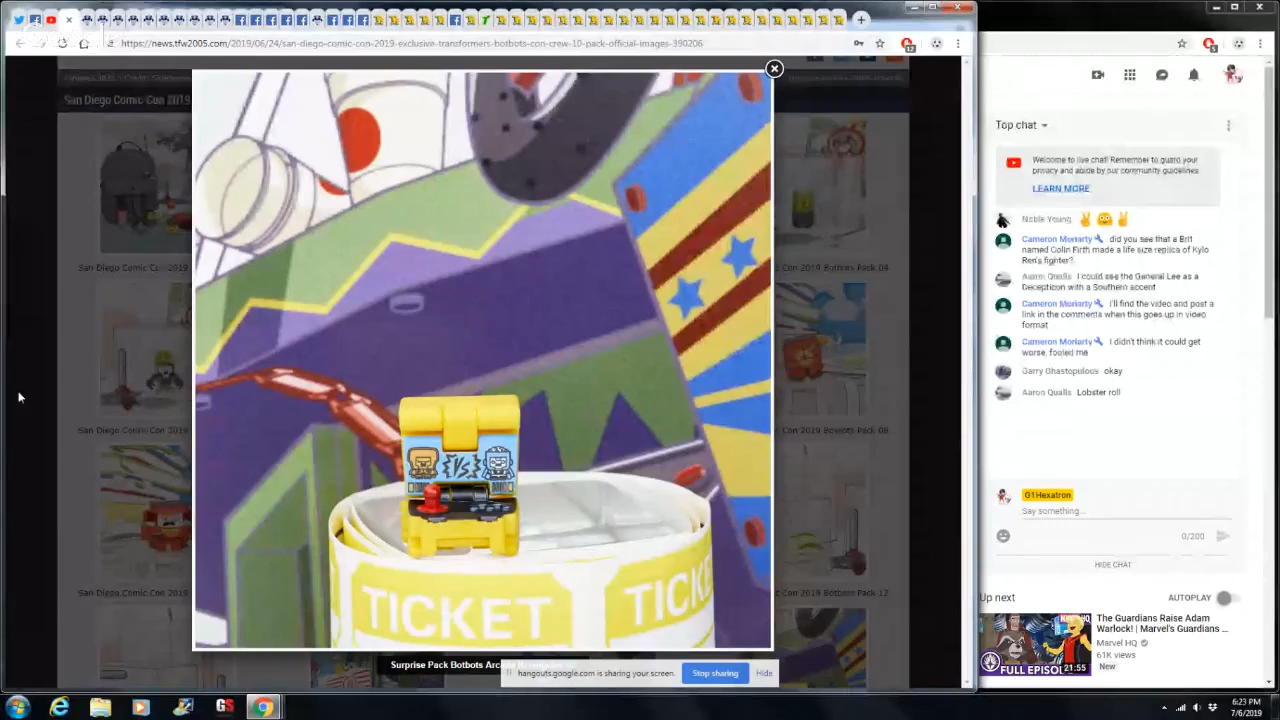 https://news.tfw2005.com/2019/06/24/san-diego-comic-con-2019-exclusive-transformers-botbots-con-crew-10-pack-official-images-390206
12
5
San Diego Comic Con 2019
San Diego Comic Con 2019
Con 2019 Botbots Pack 04
San Diego Comic Con 2019
Con 2019 Botbots Pack 08
San Diego Comic Con 2019
Con 2019 Botbots Pack 12
VS
TICKET
TICKE
Surprise Pack Botbots Arcade
hangouts.google.com is sharing your screen.
Stop sharing
Hide
Top chat
Welcome to live chat! Remember to guard your
privacy and abide by our community guidelines
LEARN MORE
Noble Young
Cameron Moriarty did you see that a Brit
named Colin Firth made a life size replica of Kylo
Ren's fighter?
Aaron Qualls I could see the General Lee as a
Decepticon with a Southern accent
Cameron Moriarty I'll find the video and post a
link in the comments when this goes up in video
format
Cameron Moriarty I didn't think it could get
worse, fooled me
Garry Ghastopulous okay
Aaron Qualls Lobster roll
G1Hexatron
Say something...
0/200
HIDE CHAT
Up next
AUTOPLAY
The Guardians Raise Adam
Warlock! | Marvel's Guardians ...
Marvel HQ
61K views
New
FULL EPISOD
21:55
GS
6:23 PM
7/6/2019